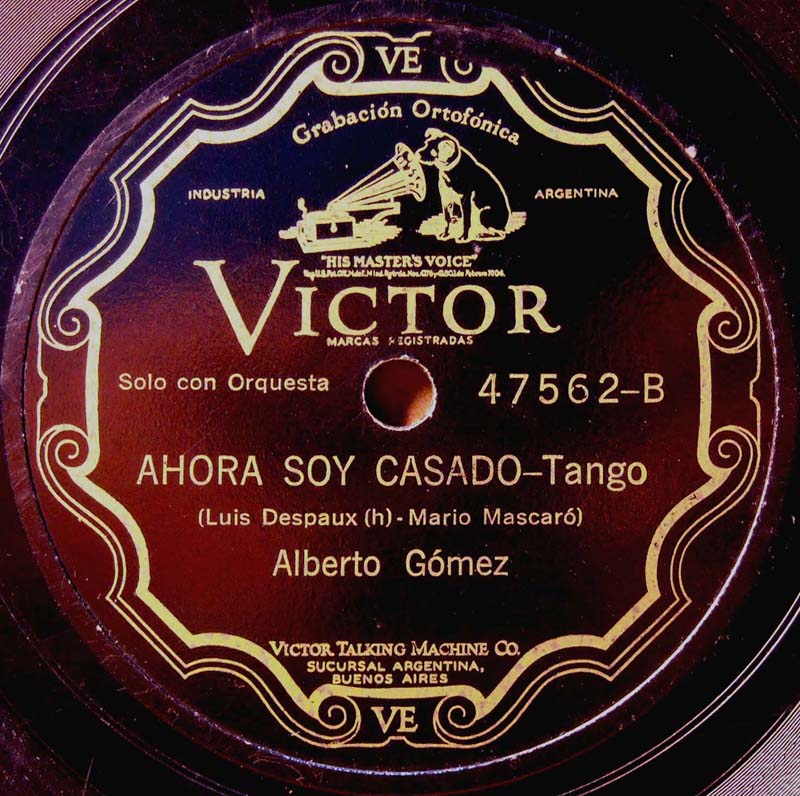 VE
Grabación Ortofónica
INDUSTRIA ARGENTINA
"HIS MASTER'S VOICE"
VICTOR
MARCAS REGISTRADAS
Solo con Orquesta 47562-B
AHORA SOY CASADO-Tango
(Luis Despaux (h) - Mario Mascaró)
Alberto Gómez
VICTOR TALKING MACHINE CO.
SUCURSAL ARGENTINA,
BUENOS AIRES
VE